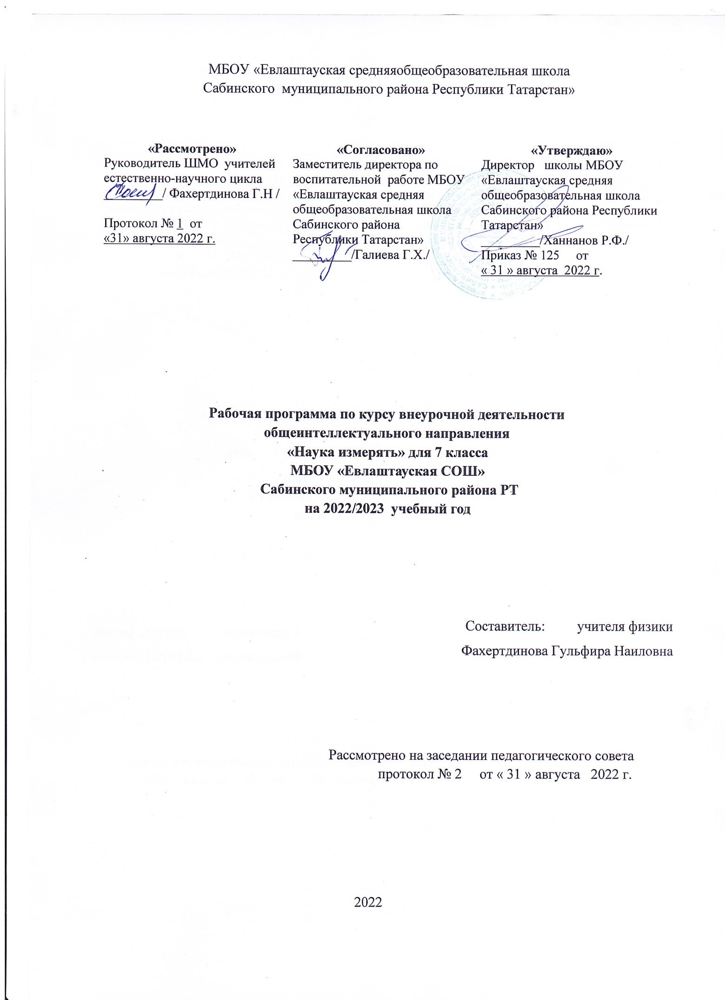 МБОУ «Евлаштауская средняяобщеобразовательная школа
Сабинского  муниципального района Республики Татарстан»
«Рассмотрено»
Руководитель ШМО  учителей
естественно-научного цикла
/ Фахертдинова Г.Н /
Протокол № 1  от
«31» августа 2022 г.
«Согласовано»
Заместитель директора по
воспитательной  работе МБОУ
«Евлаштауская средняя
общеобразовательная школа
Сабинского района
Республики Татарстан»
/Галиева Г.Х./
«Утверждаю»
Директор   школы МБОУ
«Евлаштауская средняя
общеобразовательная школа
Сабинского района Республики
Татарстан»
/Ханнанов Р.Ф./
Приказ № 125     от
« 31 » августа  2022 г.
Рабочая программа по курсу внеурочной деятельности
общеинтеллектуального направления
«Наука измерять» для 7 класса
МБОУ «Евлаштауская СОШ»
Сабинского муниципального района РТ
на 2022/2023  учебный год
Составитель:         учителя физики
Фахертдинова Гульфира Наиловна
Рассмотрено на заседании педагогического совета
протокол № 2     от « 31 » августа   2022 г.
2022